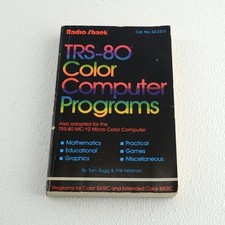 Radio Shack
Cat. No. 62-2313
TRS-80
Color
Computer
Programs
Also adapted for the
TRS-80 MC-10 Micro Color Computer
Mathematics
Practical
Educational
Games
Graphics
Miscellaneous
By Tom Rugg & Phil Feldman
Programs for Color BASIC and Extended Color BASIC